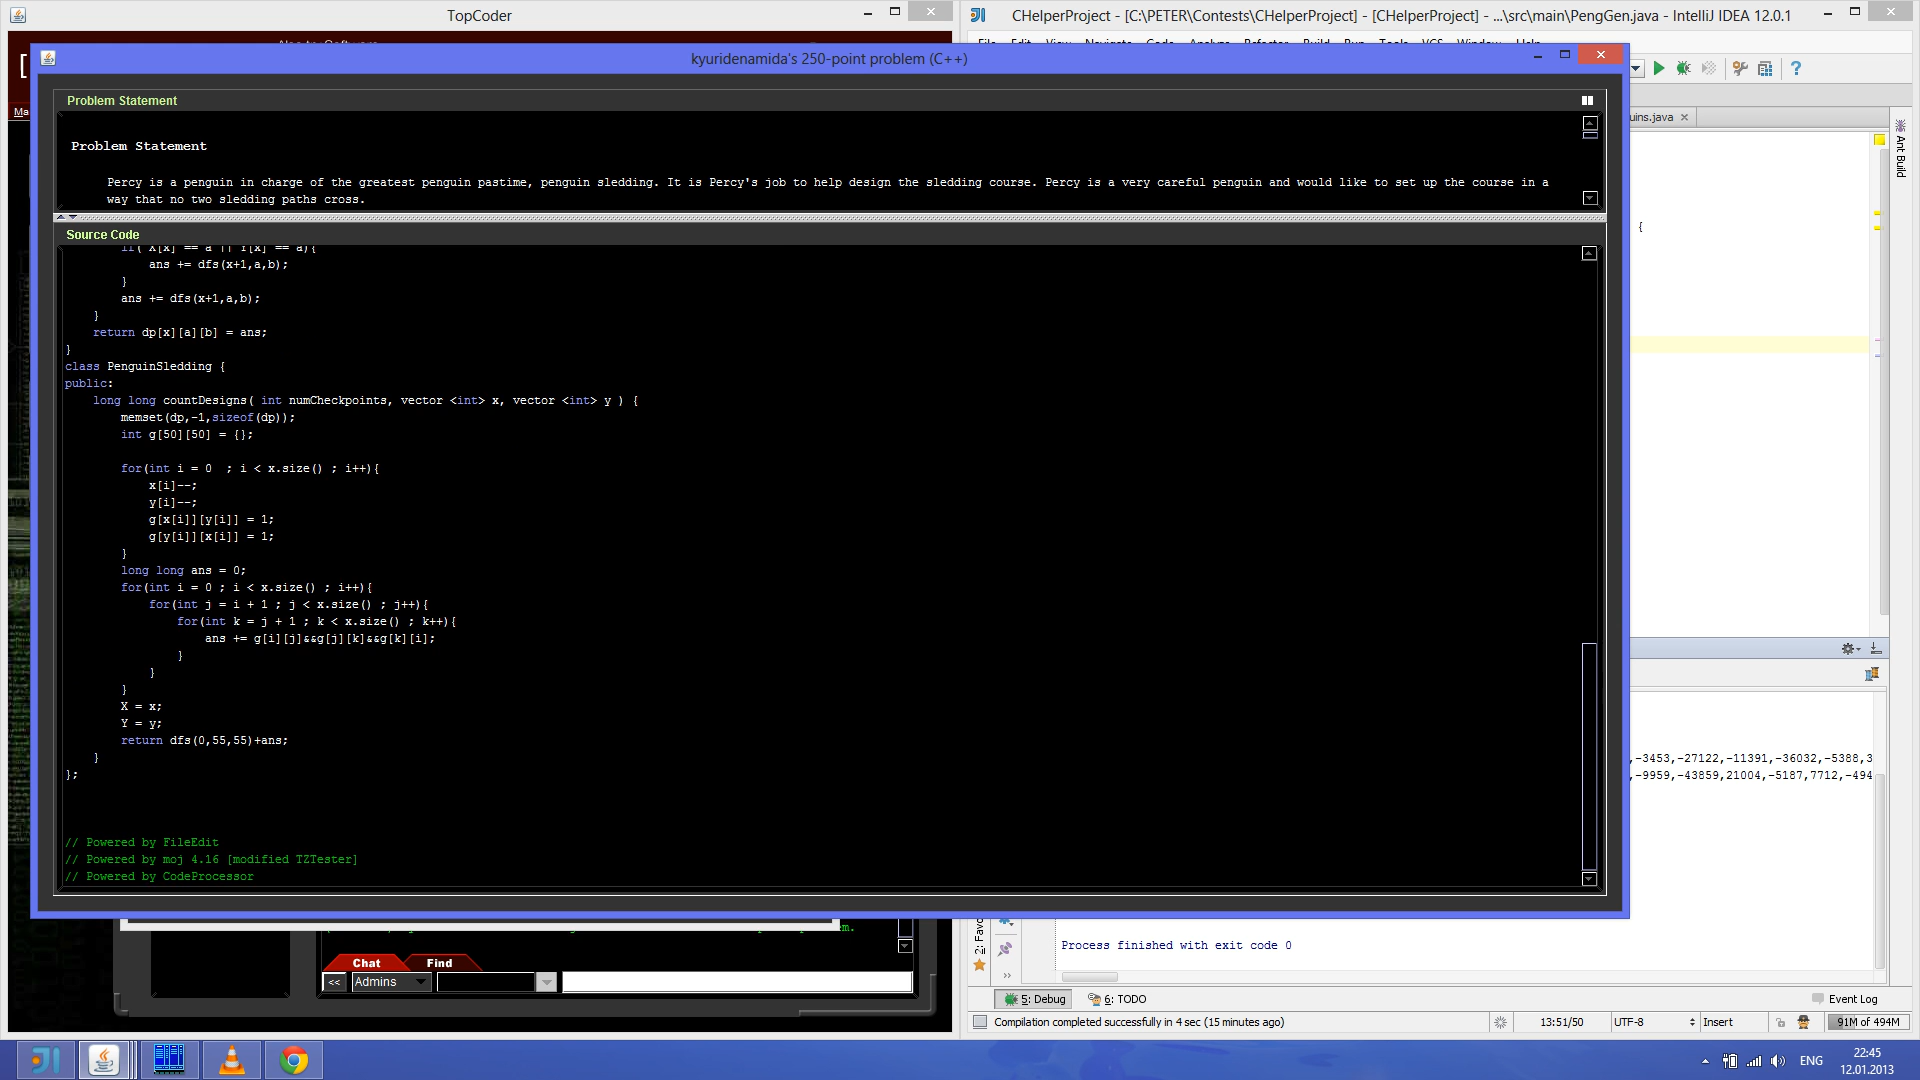 TopCoder
CHelperProject - [C:\PETER\Contests\CHelperProject] - [CHelperProject] - ...\src\main\PengGen.java - IntelliJ IDEA 12.0.1
kyuridenamida's 250-point problem (C++)
Problem Statement
Problem Statement
Percy is a penguin in charge of the greatest penguin pastime, penguin sledding. It is Percy's job to help design the sledding course. Percy is a very careful penguin and would like to set up the course in a
way that no two sledding paths cross.
Source Code
if( X[x] == a || Y[x] == a){
ans += dfs(x+1,a,b);
}
ans += dfs(x+1,a,b);
}
return dp[x][a][b] = ans;
}
class PenguinSledding {
public:
long long countDesigns( int numCheckpoints, vector <int> x, vector <int> y ) {
memset(dp,-1,sizeof(dp));
int g[50][50] = {};
for(int i = 0  ; i < x.size() ; i++){
x[i]--;
y[i]--;
g[x[i]][y[i]] = 1;
g[y[i]][x[i]] = 1;
}
long long ans = 0;
for(int i = 0 ; i < x.size() ; i++){
for(int j = i + 1 ; j < x.size() ; j++){
for(int k = j + 1 ; k < x.size() ; k++){
ans += g[i][j]&&g[j][k]&&g[k][i];
}
}
}
X = x;
Y = y;
return dfs(0,55,55)+ans;
}
};
// Powered by FileEdit
// Powered by moj 4.16 [modified TZTester]
// Powered by CodeProcessor
Ma
uins.java
Ant Build
{
,-3453,-27122,-11391,-36032,-5388,3
,-9959,-43859,21004,-5187,7712,-494
Chat
Find
<<
Admins
2: Favo
Process finished with exit code 0
5: Debug
6: TODO
Event Log
Compilation completed successfully in 4 sec (15 minutes ago)
13:51/50
UTF-8
Insert
91M of 494M
ENG
22:45
12.01.2013